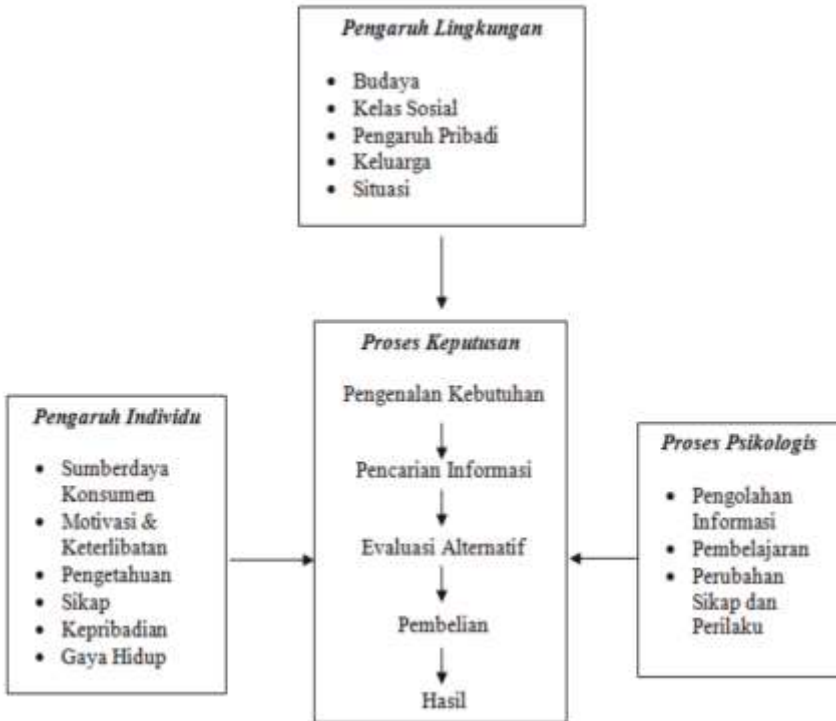 Pengaruh Lingkungan
• Budaya
• Kelas Sosial
• Pengaruh Pribadi
• Keluarga
• Situasi
Proses Keputusan
Pengenalan Kebutuhan
Pencarian Informasi
Evaluasi Alternatif
Pembelian
Hasil
Pengaruh Individu
• Sumberdaya
Konsumen
• Motivasi &
Keterlibatan
• Pengetahuan
• Sikap
• Kepribadian
• Gaya Hidup
Proses Psikologis
• Pengolahan
Informasi
• Pembelajaran
• Perubahan
Sikap dan
Perilaku